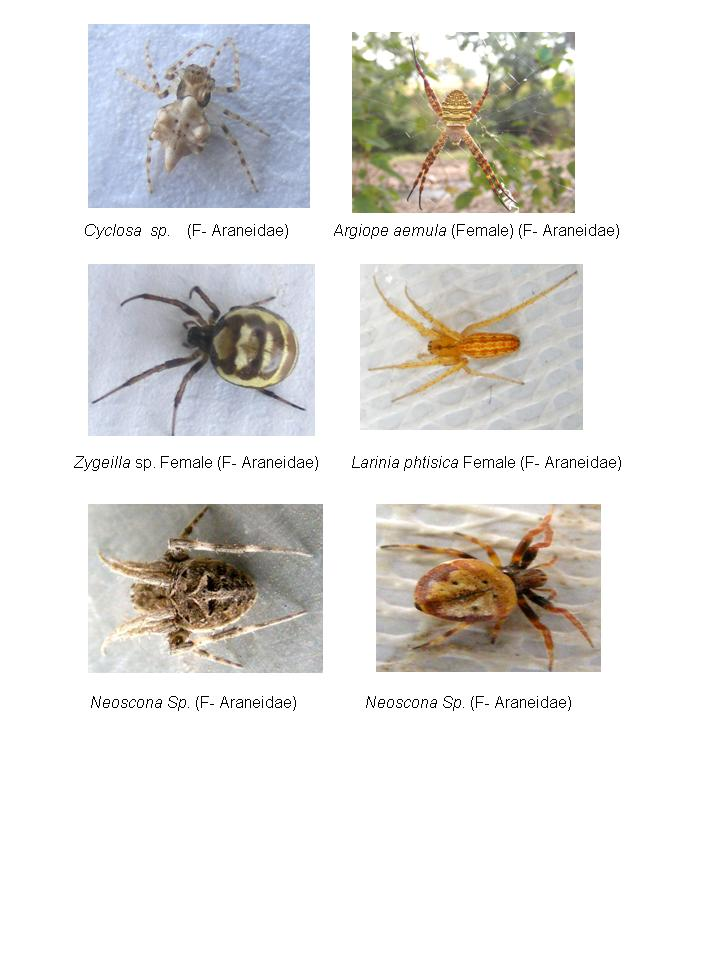 Cyclosa sp. (F- Araneidae)
Argiope aemula (Female) (F- Araneidae)
Zygeilla sp. Female (F- Araneidae)
Larinia phtisica Female (F- Araneidae)
Neoscona Sp. (F- Araneidae)
Neoscona Sp. (F- Araneidae)